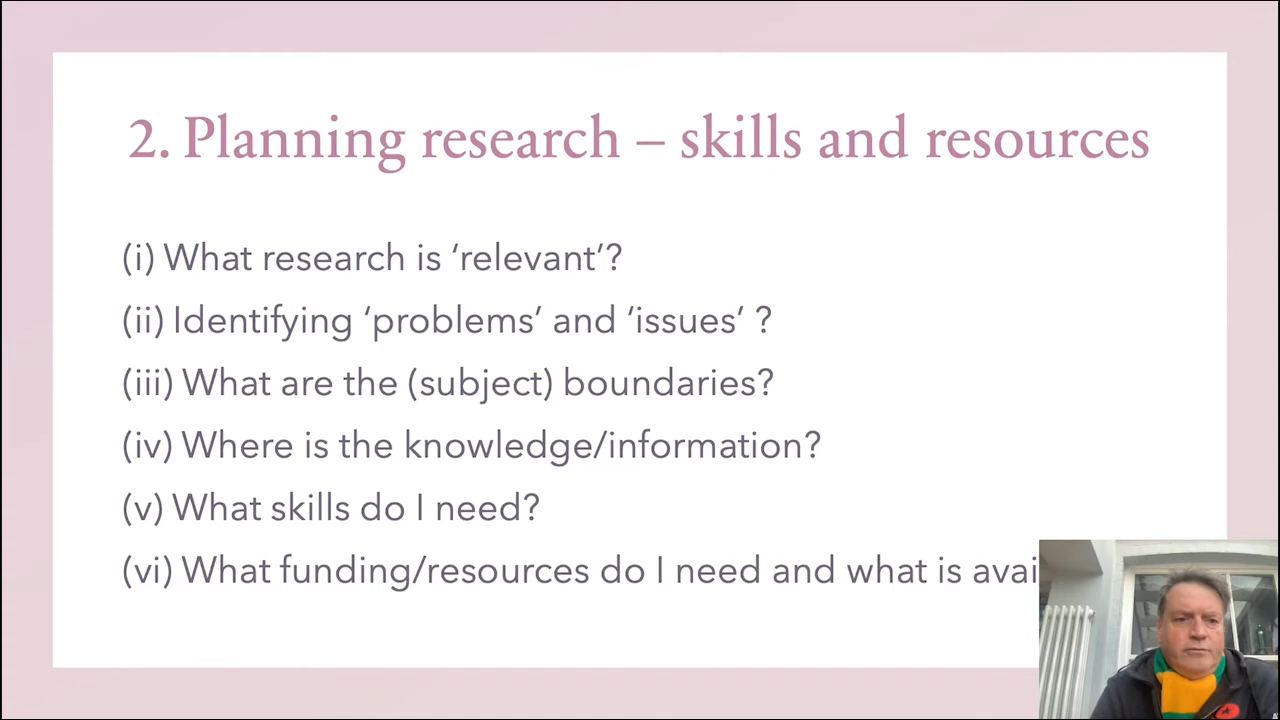 2. Planning research – skills and resources
(i) What research is ‘relevant’?
(ii) Identifying ‘problems’ and ‘issues’ ?
(iii) What are the (subject) boundaries?
(iv) Where is the knowledge/information?
(v) What skills do I need?
(vi) What funding/resources do I need and what is